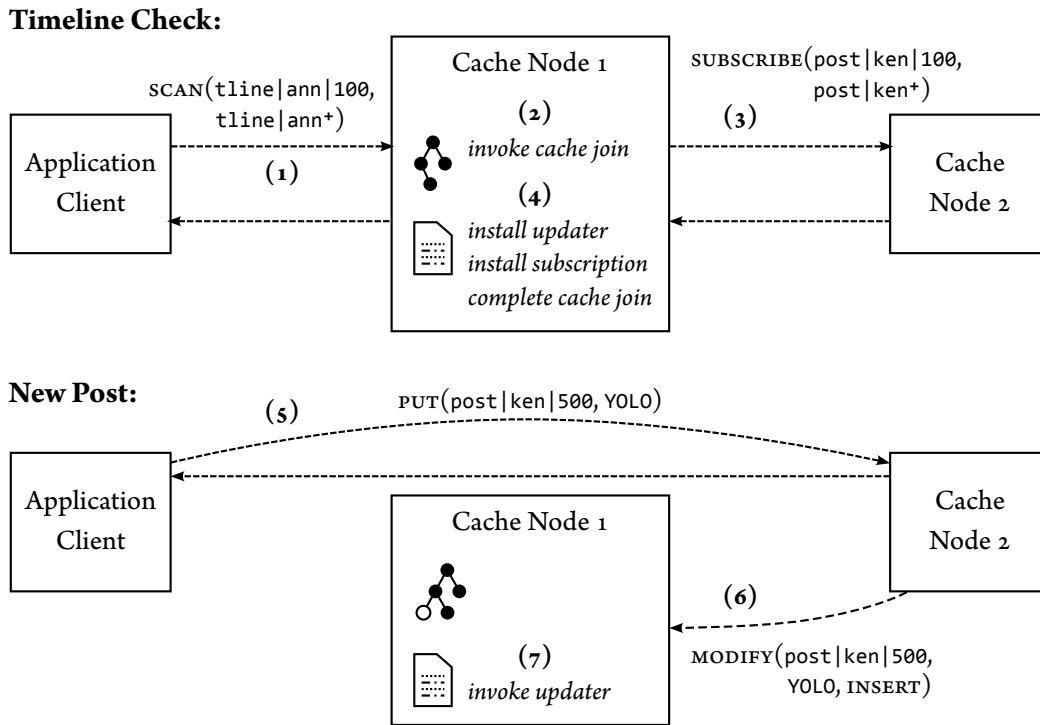 Timeline Check:
SCAN(tline|ann|100,
tline|ann⁺)
(1)
Application
Client
Cache Node 1
(2)
invoke cache join
(4)
install updater
install subscription
complete cache join
SUBSCRIBE(post|ken|100,
post|ken⁺)
(3)
Cache
Node 2
New Post:
(5)
PUT(post|ken|500, YOLO)
Application
Client
Cache Node 1
(7)
invoke updater
Cache
Node 2
(6)
MODIFY(post|ken|500,
YOLO, INSERT)